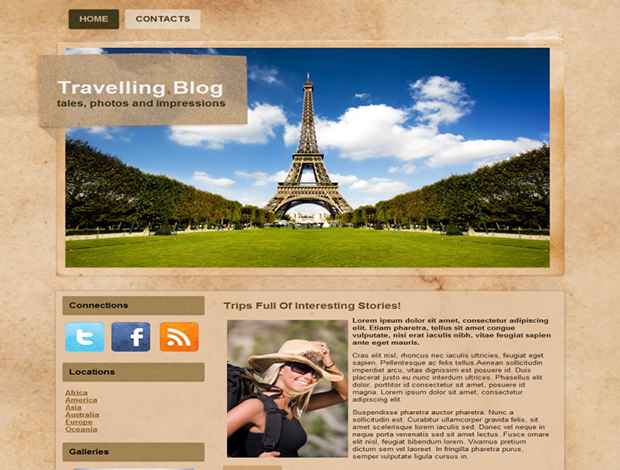 HOME
CONTACTS
Travelling Blog
tales, photos and impressions
Connections
Locations
Africa
America
Asia
Australia
Europe
Oceania
Galleries
Trips Full Of Interesting Stories!
Lorem ipsum dolor sit amet, consectetur adipiscing
elit. Etiam pharetra, tellus sit amet congue
vulputate, nisi erat iaculis nibh, vitae feugiat sapien
ante eget mauris.
Cras elit nisl, rhoncus nec iaculis ultricies, feugiat eget
sapien. Pellentesque ac felis tellus.Aenean sollicitudin
imperdiet arcu, vitae dignissim est posuere id. Duis
placerat justo eu nunc interdum ultrices. Phasellus elit
dolor, porttitor id consectetur sit amet, posuere id
magna. Lorem ipsum dolor sit amet, consectetur
adipiscing elit.
Suspendisse pharetra auctor pharetra. Nunc a
sollicitudin est. Curabitur ullamcorper gravida felis, sit
amet scelerisque lorem iaculis sed. Donec vel neque in
neque porta venenatis sed sit amet lectus. Fusce ornare
elit nisl, feugiat bibendum lorem. Vivamus pretium
dictum sem vel laoreet. In fringilla pharetra purus,
semper vulputate ligula cursus in.